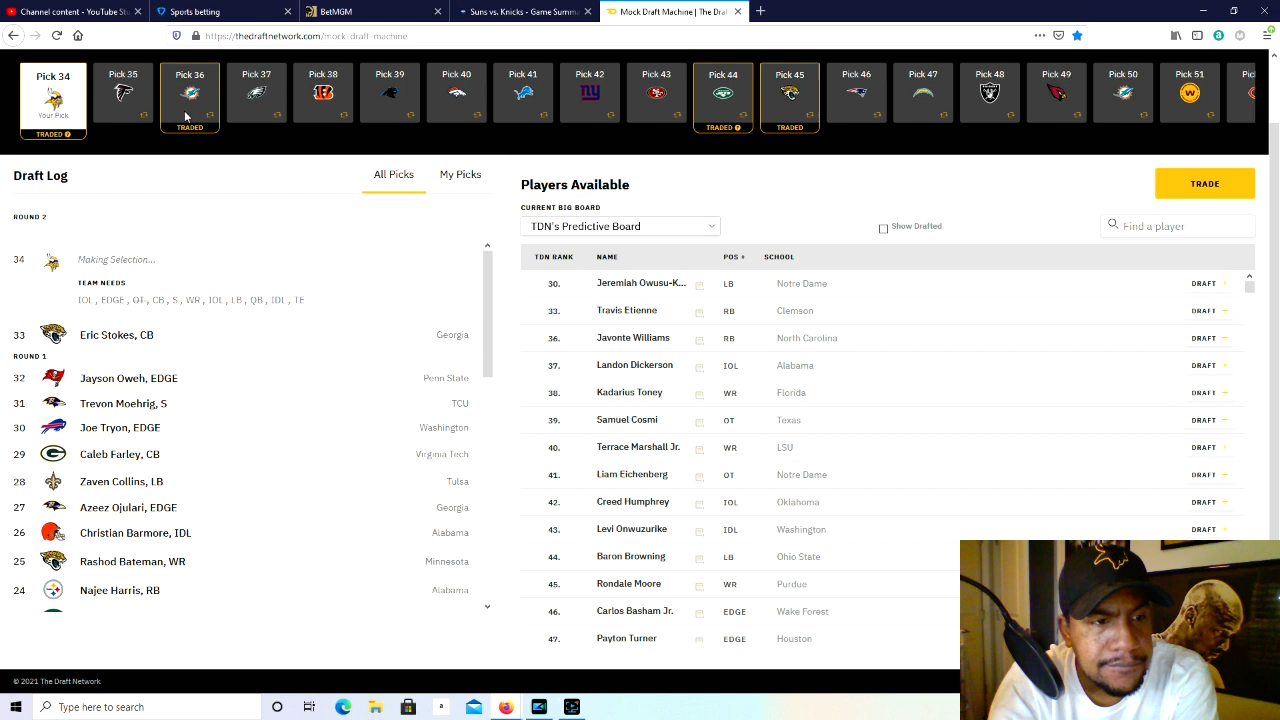 Channel content - YouTube Stu
Sports betting
BetMGM
Suns vs. Knicks - Game Summa
Mock Draft Machine | The Dra
https://thedraftnetwork.com/mock-draft-machine
Pick 34 Pick 35 Pick 36 Pick 37 Pick 38 Pick 39 Pick 40 Pick 41 Pick 42 Pick 43 Pick 44 Pick 45 Pick 46 Pick 47 Pick 48 Pick 49 Pick 50 Pick 51 Pic
Your Pick
TRADED TRADED TRADED TRADED
Draft Log All Picks My Picks
ROUND 2
34 Making Selection...
TEAM NEEDS
IOL , EDGE , OT , CB , S , WR , IOL , LB , QB , IDL , TE
33 Eric Stokes, CB Georgia
ROUND 1
32 Jayson Oweh, EDGE Penn State
31 Trevon Moehrig, S TCU
30 Joe Tryon, EDGE Washington
29 Caleb Farley, CB Virginia Tech
28 Zaven Collins, LB Tulsa
27 Azeez Ojulari, EDGE Georgia
26 Christian Barmore, IDL Alabama
25 Rashod Bateman, WR Minnesota
24 Najee Harris, RB Alabama
Players Available TRADE
CURRENT BIG BOARD
TDN's Predictive Board Show Drafted Find a player
TDN RANK NAME POS + SCHOOL
30. Jeremiah Owusu-K... LB Notre Dame DRAFT +
33. Travis Etienne RB Clemson DRAFT +
36. Javonte Williams RB North Carolina DRAFT +
37. Landon Dickerson IOL Alabama DRAFT +
38. Kadarius Toney WR Florida DRAFT +
39. Samuel Cosmi OT Texas DRAFT +
40. Terrace Marshall Jr. WR LSU DRAFT +
41. Liam Eichenberg OT Notre Dame DRAFT +
42. Creed Humphrey IOL Oklahoma DRAFT +
43. Levi Onwuzurike IDL Washington DRAFT +
44. Baron Browning LB Ohio State
45. Rondale Moore WR Purdue
46. Carlos Basham Jr. EDGE Wake Forest
47. Payton Turner EDGE Houston
© 2021 The Draft Network
Type here to search